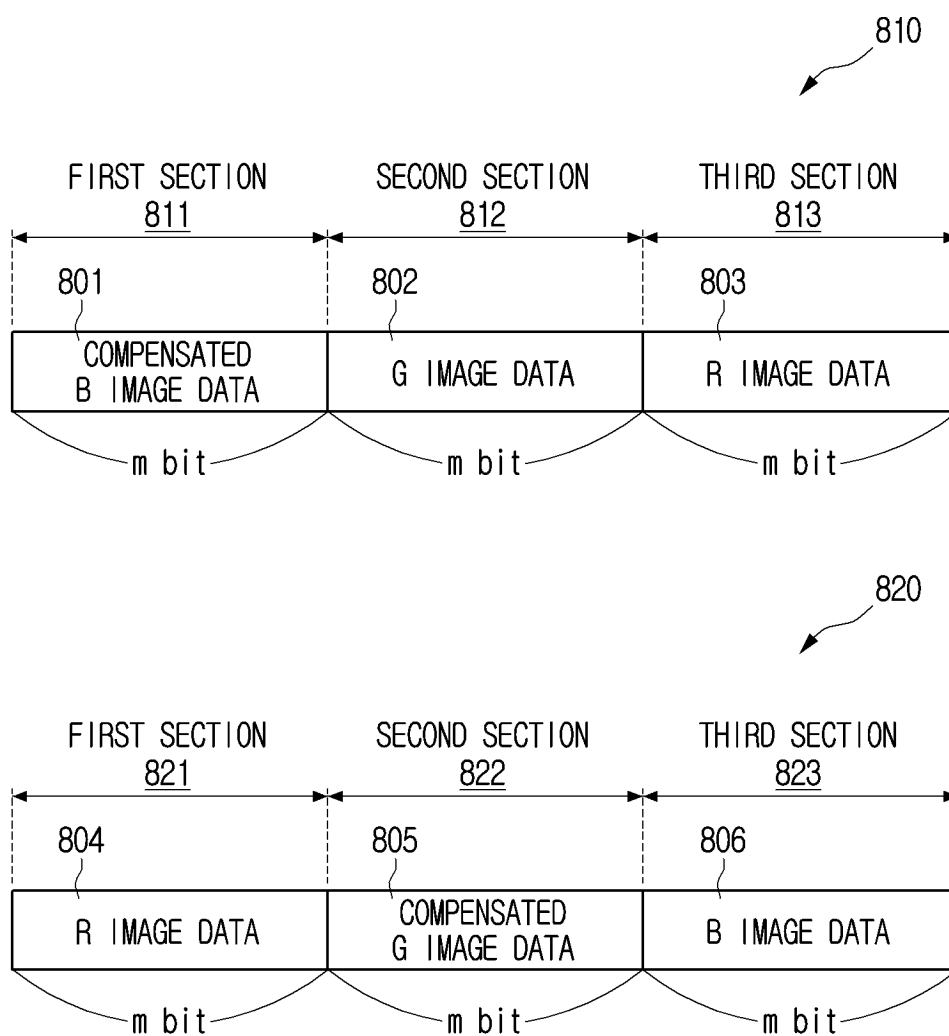 810
FIRST SECTION SECOND SECTION THIRD SECTION
811 812 813
801 802 803
COMPENSATED
B IMAGE DATA G IMAGE DATA R IMAGE DATA
m bit m bit m bit
820
FIRST SECTION SECOND SECTION THIRD SECTION
821 822 823
804 805 806
R IMAGE DATA COMPENSATED
G IMAGE DATA B IMAGE DATA
m bit m bit m bit